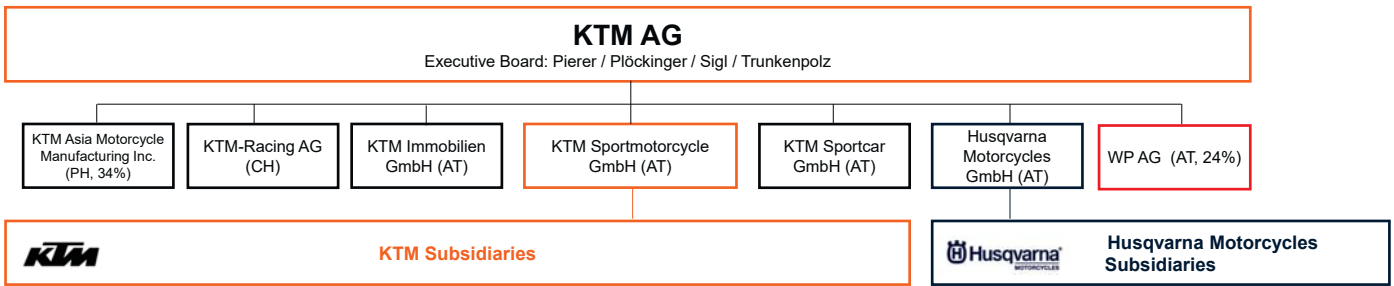 KTM AG
Executive Board: Pierer / Plöckinger / Sigl / Trunkenpolz
KTM Asia Motorcycle
Manufacturing Inc.
(PH, 34%)
KTM-Racing AG
(CH)
KTM Immobilien
GmbH (AT)
KTM Sportmotorcycle
GmbH (AT)
KTM Sportcar
GmbH (AT)
Husqvarna
Motorcycles
GmbH (AT)
WP AG (AT, 24%)
KTM
KTM Subsidiaries
Husqvarna
MOTORCYCLES
Husqvarna Motorcycles
Subsidiaries